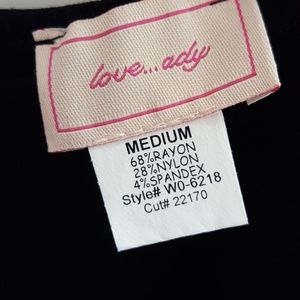 love...ady
MEDIUM
68%RAYON
28%NYLON
4%SPANDEX
Style# W0-6218
Cut# 22170